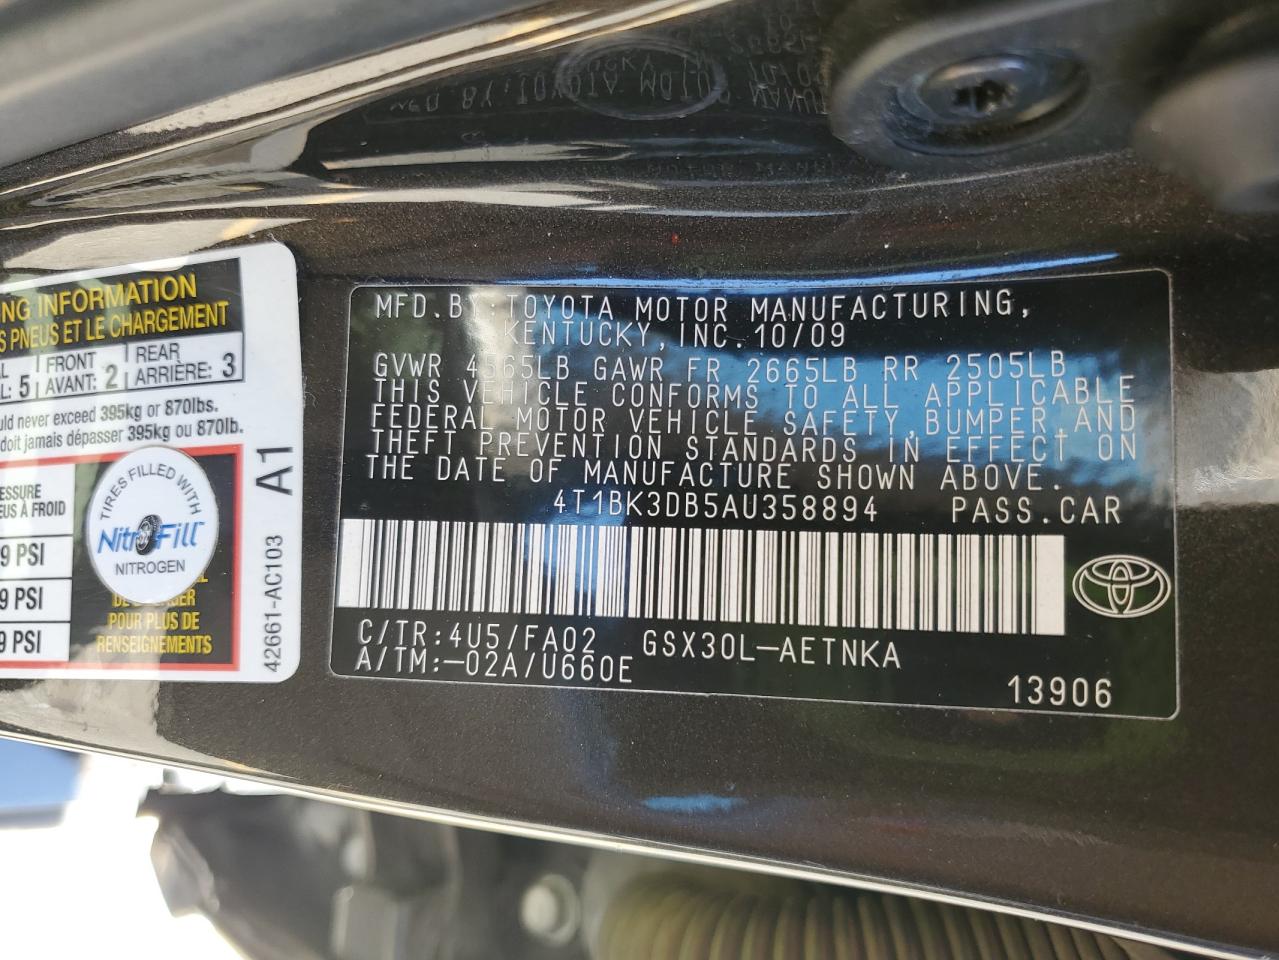 ING INFORMATION
S PNEUS ET LE CHARGEMENT
AL FRONT REAR
L: 5 AVANT: 2 ARRIÈRE: 3
uld never exceed 395kg or 870lbs.
doit jamais dépasser 395kg ou 870lb.
ESSURE
EUS À FROID
9 PSI
9 PSI
9 PSI
TIRES FILLED WITH
NitroFill
NITROGEN
POUR PLUS DE
RENSEIGNEMENTS
A1
42661-AC103
MFD.BY:TOYOTA MOTOR MANUFACTURING,
KENTUCKY,INC.10/09
GVWR 4565LB GAWR FR 2665LB RR 2505LB
THIS VEHICLE CONFORMS TO ALL APPLICABLE
FEDERAL MOTOR VEHICLE SAFETY,BUMPER,AND
THEFT PREVENTION STANDARDS IN EFFECT ON
THE DATE OF MANUFACTURE SHOWN ABOVE.
4T1BK3DB5AU358894 PASS.CAR
C/TR:4U5/FA02 GSX30L-AETNKA
A/TM:-02A/U660E
13906